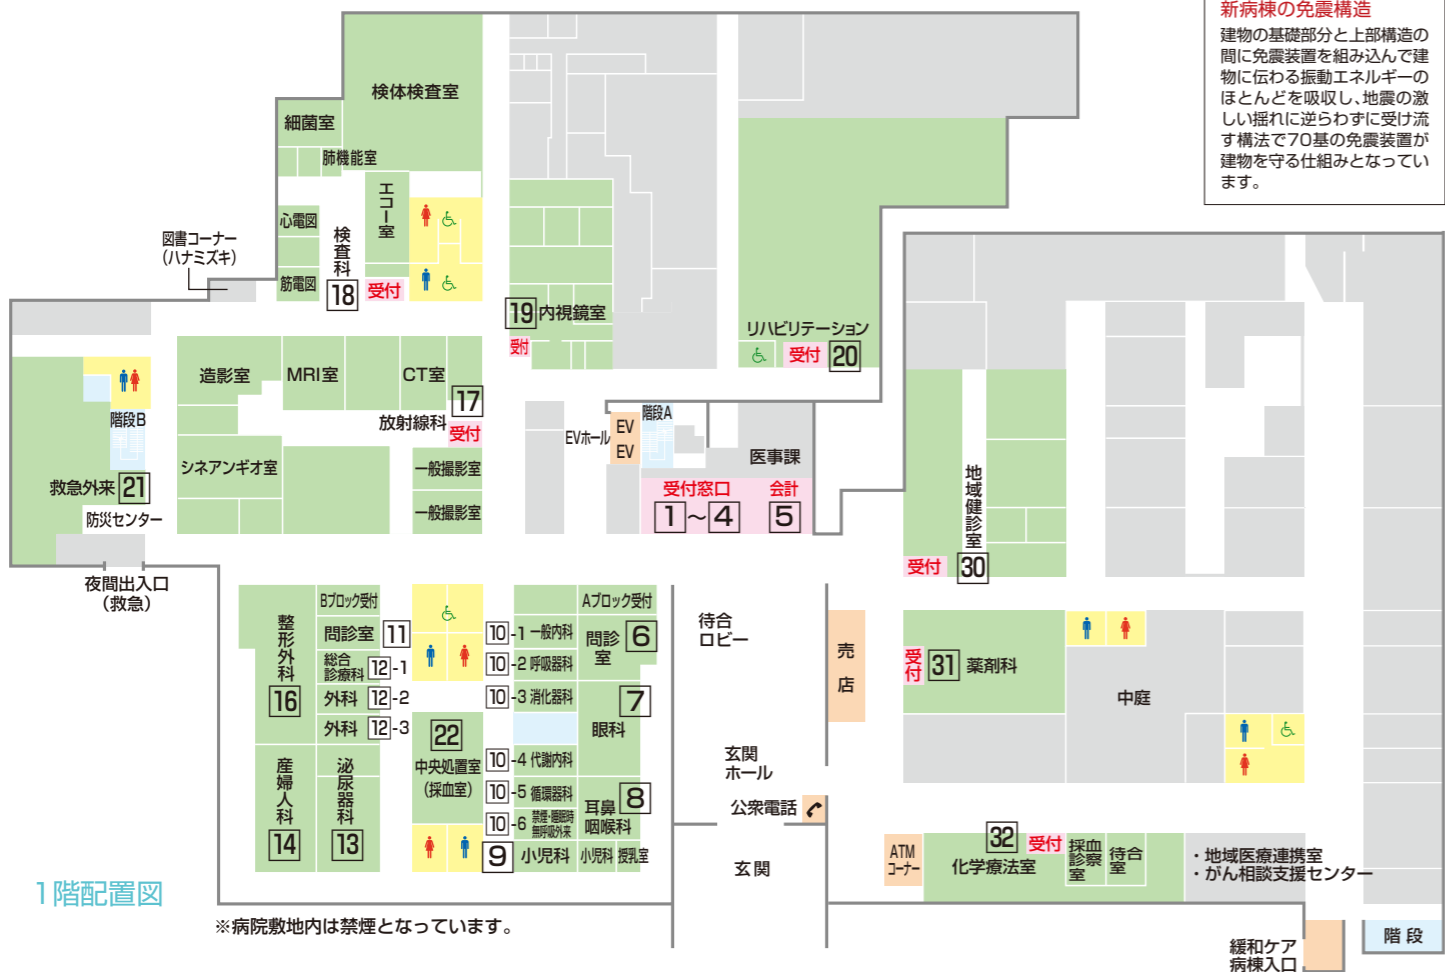 新病棟の免震構造
建物の基礎部分と上部構造の
間に免震装置を組み込んで建
物に伝わる振動エネルギーの
ほとんどを吸収し、地震の激
しい揺れに逆らわずに受け流
す構法で70基の免震装置が
建物を守る仕組みとなってい
ます。
検体検査室
細菌室
肺機能室
エコー室
心電図
検査科
18
受付
筋電図
図書コーナー
(ハナミズキ)
19
内視鏡室
受付
リハビリテーション
受付
20
造影室
MRI室
CT室
17
放射線科
受付
階段B
シネアンギオ室
一般撮影室
一般撮影室
救急外来
21
防災センター
夜間出入口
(救急)
EVホール
EV
EV
階段A
医事課
受付窓口
会計
1
～
4
5
地域健診室
受付
30
整形外科
16
Bブロック受付
問診室
11
総合
診療科
12-1
外科
12-2
外科
12-3
産婦人科
14
泌尿器科
13
22
中央処置室
(採血室)
Aブロック受付
10-1
一般内科
10-2
呼吸器科
10-3
消化器科
10-4
代謝内科
10-5
循環器科
10-6
禁煙・睡眠時
無呼吸外来
問診
室
6
7
眼科
8
耳鼻
咽喉科
9
小児科
小児科
授乳室
待合
ロビー
売店
玄関
ホール
公衆電話
玄関
受付
31
薬剤科
中庭
ATM
コーナー
32
受付
化学療法室
採血
診察
室
待合
室
・地域医療連携室
・がん相談支援センター
緩和ケア
病棟入口
階段
1階配置図
※病院敷地内は禁煙となっています。